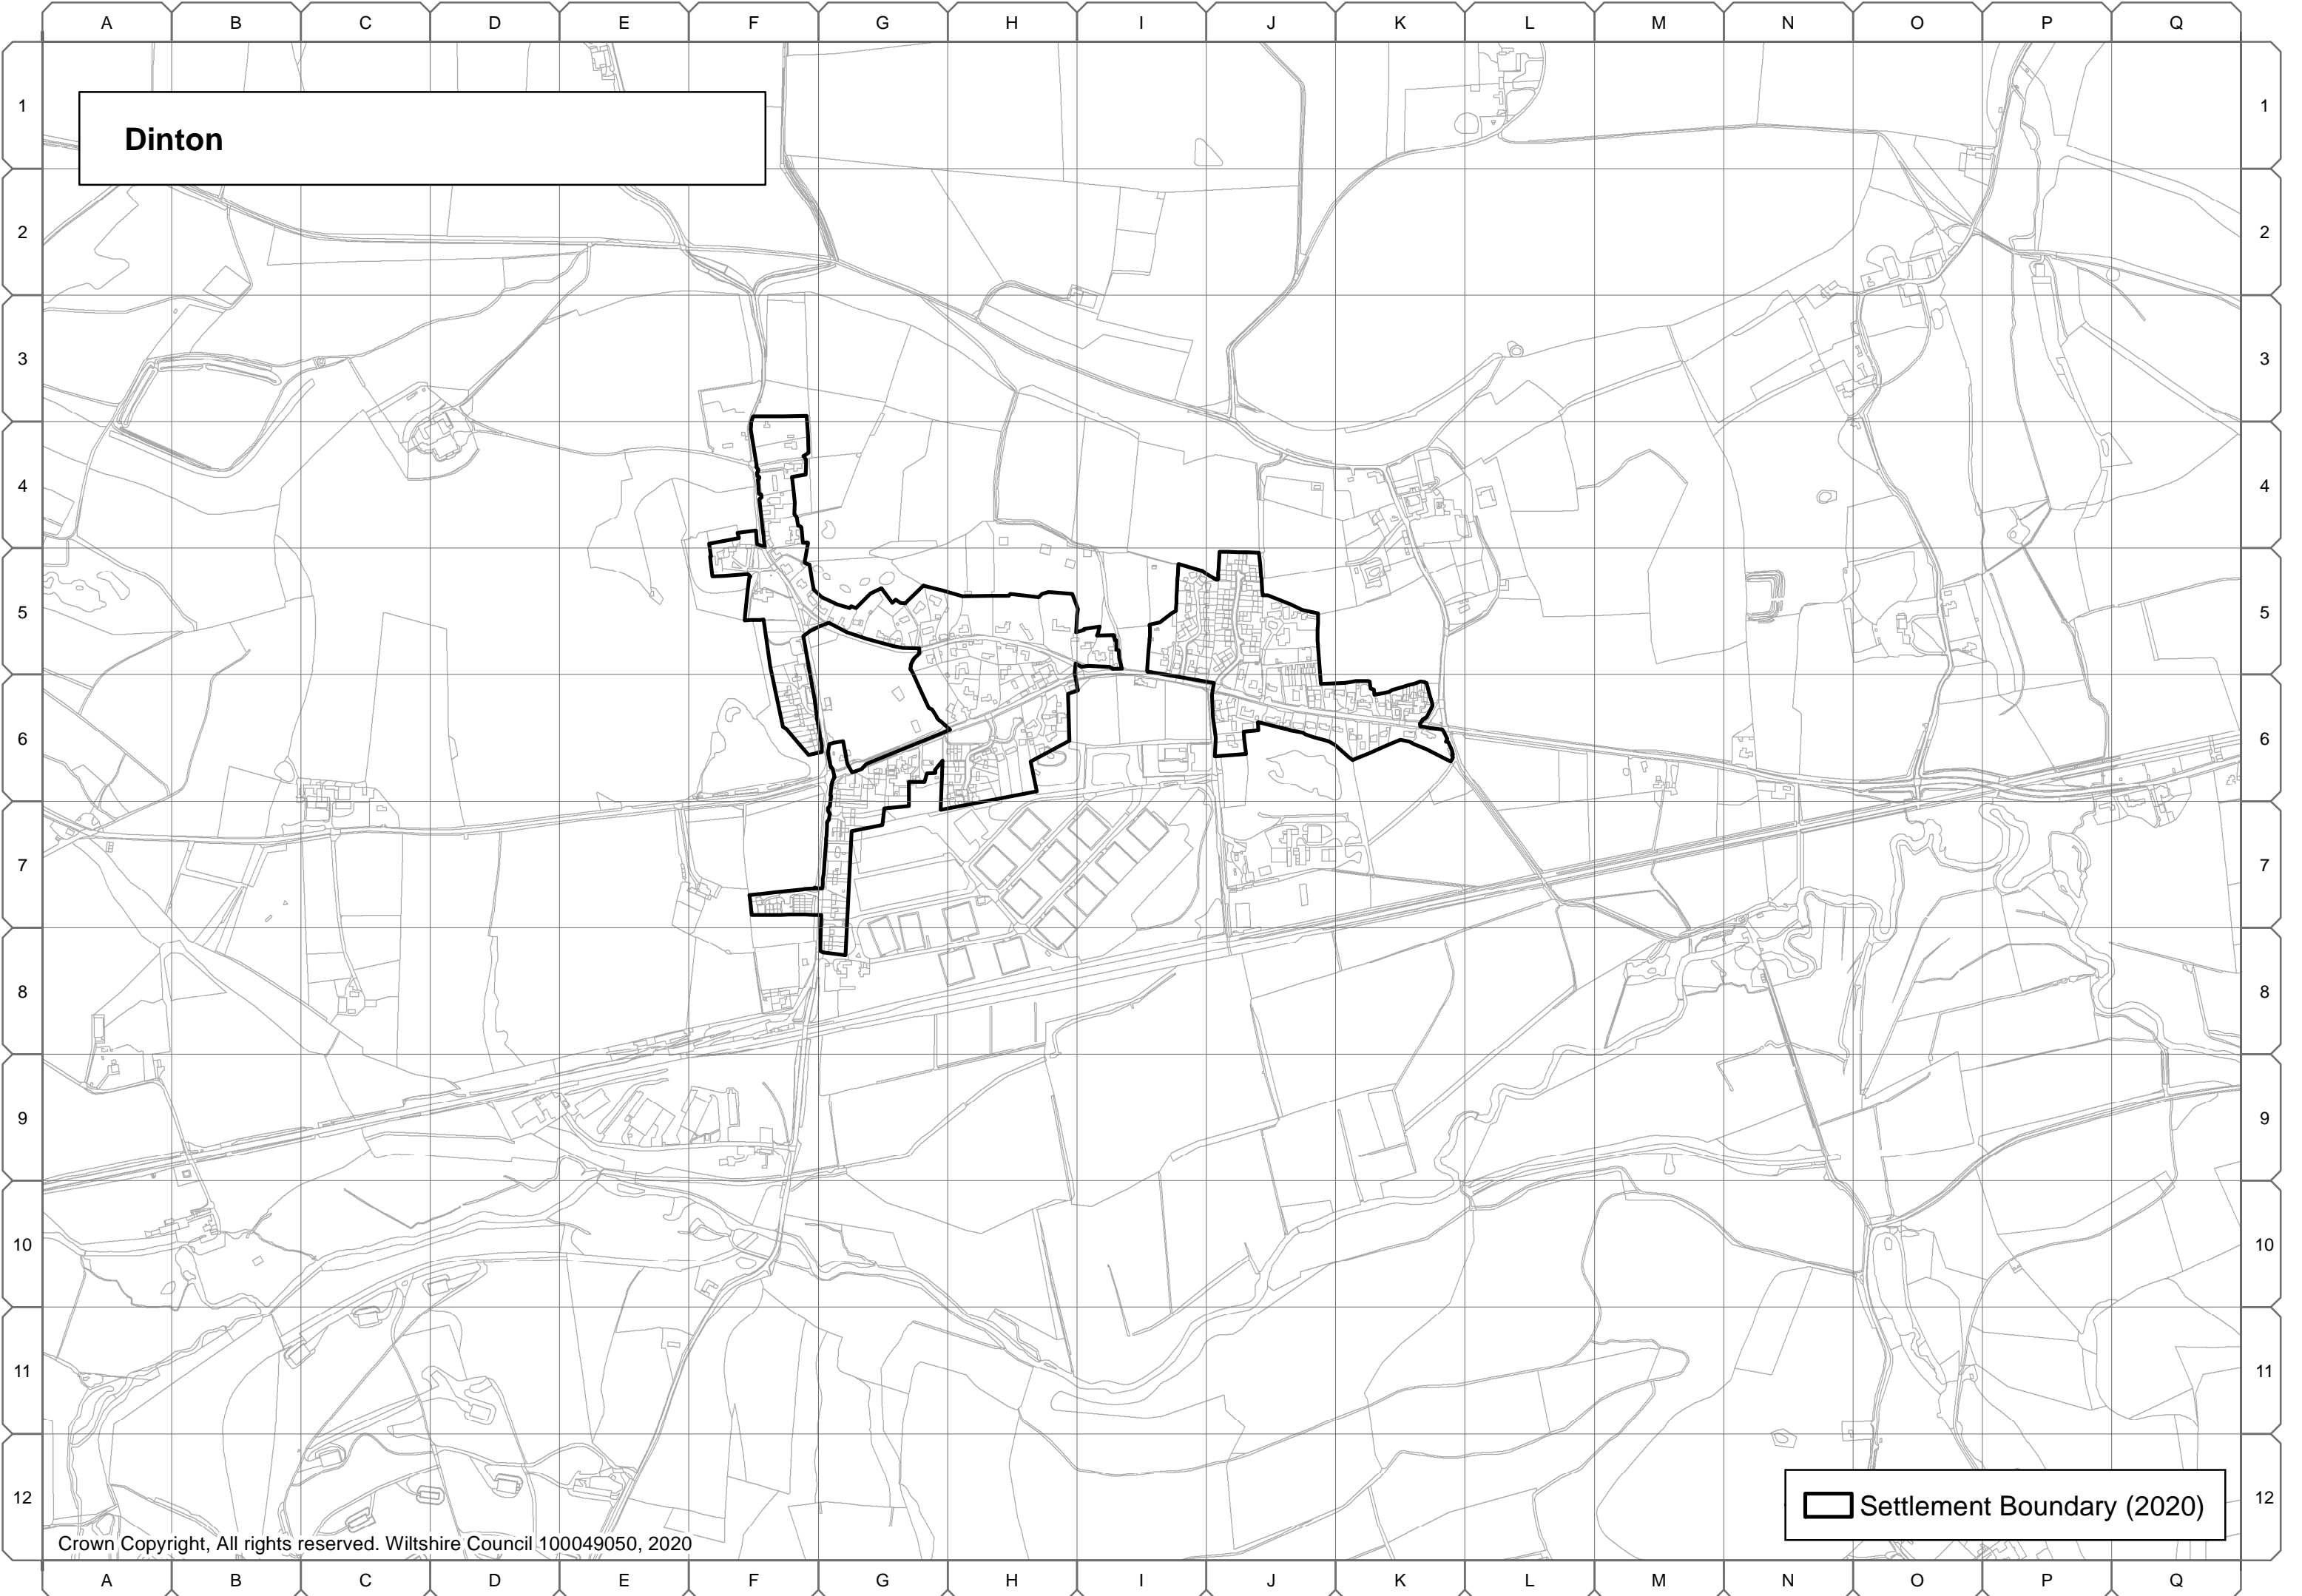 A B C D E F G H I J K L M N O P Q
1 1
Dinton
2 2
3 3
4 4
5 5
6 6
7 7
8 8
9 9
10 10
11 11
12 12
Settlement Boundary (2020)
Crown Copyright, All rights reserved. Wiltshire Council 100049050, 2020
A B C D E F G H I J K L M N O P Q